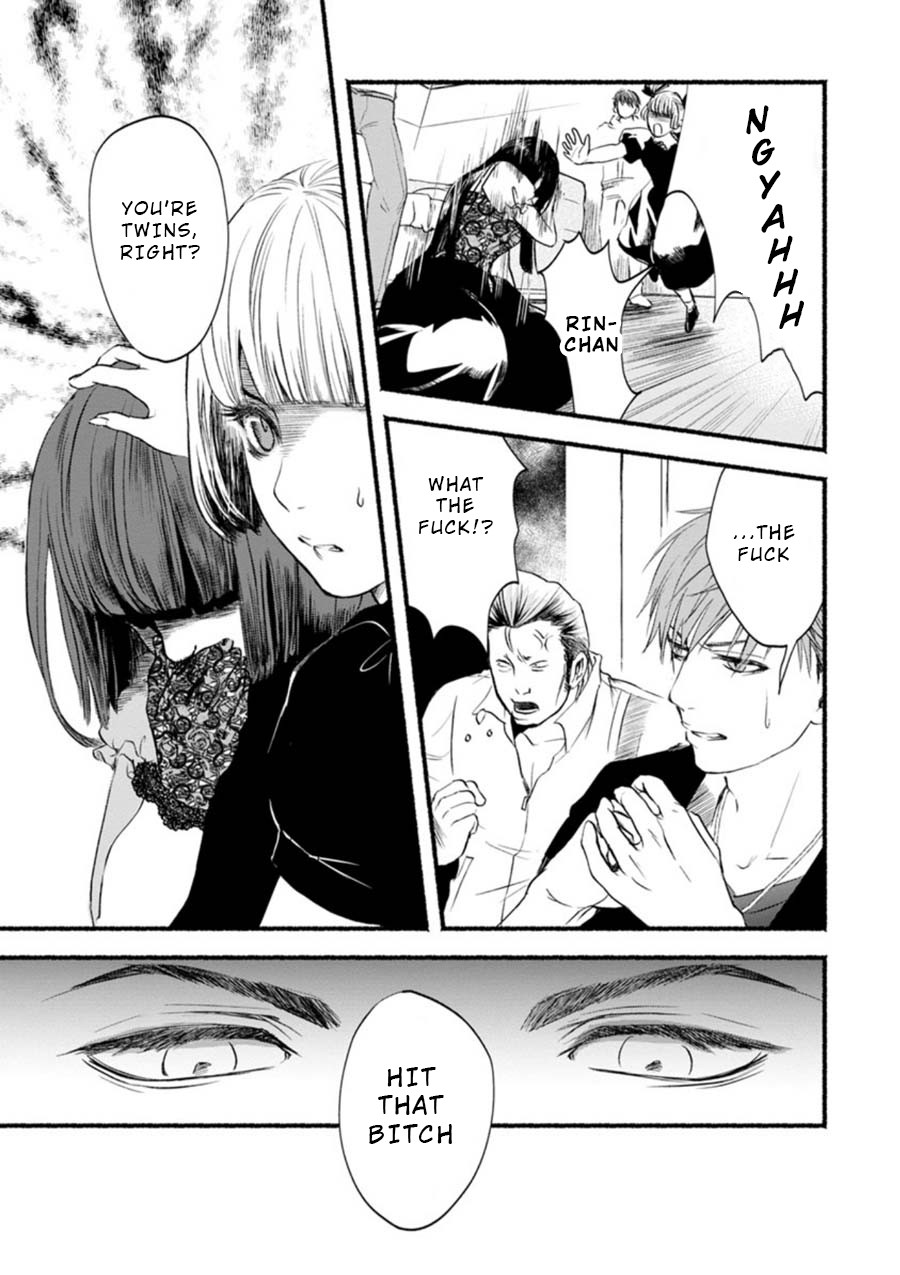 NGYAHHH
RIN-
CHAN
...THE
FUCK
WHAT
THE
FUCK!?
YOU'RE
TWINS,
RIGHT?
HIT
THAT
BITCH